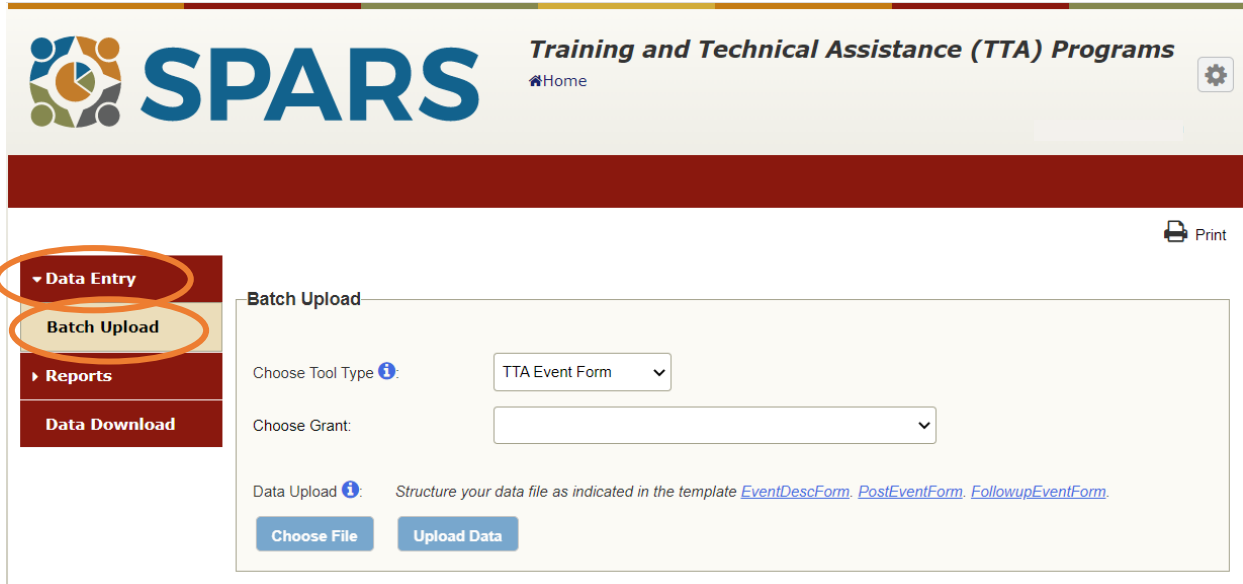 SPARS
Training and Technical Assistance (TTA) Programs
Home
Print
Data Entry
Batch Upload
Reports
Data Download
Batch Upload
Choose Tool Type :
TTA Event Form
Choose Grant:
Data Upload : Structure your data file as indicated in the template EventDescForm. PostEventForm. FollowupEventForm.
Choose File
Upload Data